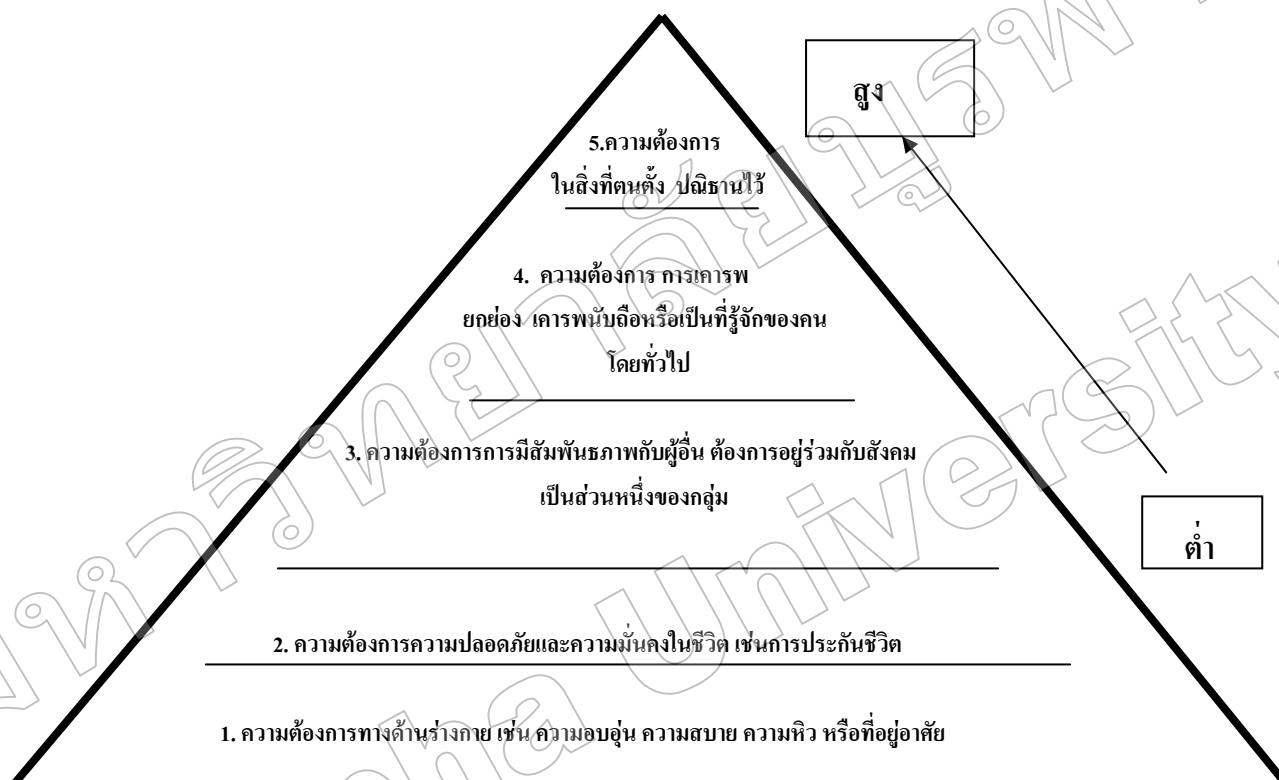 สูง
5.ความต้องการ
ในสิ่งที่ตนตั้ง ปณิธานไว้
4. ความต้องการ การเคารพ
ยกย่อง เคารพนับถือหรือเป็นที่รู้จักของคน
โดยทั่วไป
3. ความต้องการการมีสัมพันธภาพกับผู้อื่น ต้องการอยู่ร่วมกับสังคม
เป็นส่วนหนึ่งของกลุ่ม
ต่ำ
2. ความต้องการความปลอดภัยและความมั่นคงในชีวิต เช่นการประกันชีวิต
1. ความต้องการทางด้านร่างกาย เช่น ความอบอุ่น ความสบาย ความหิว หรือที่อยู่อาศัย
University